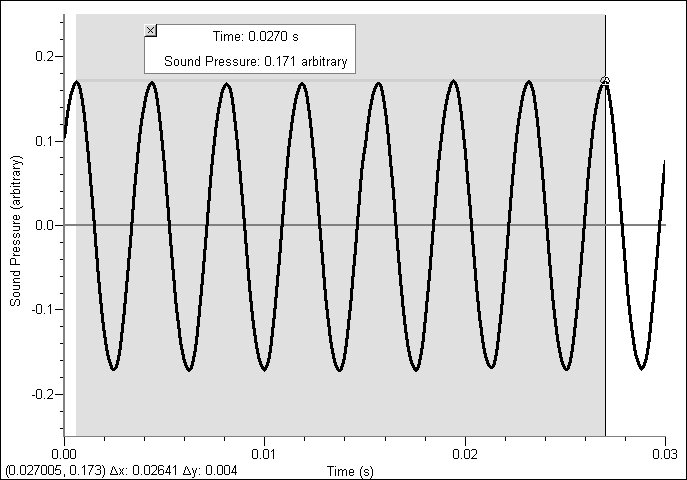 Time: 0.0270 s
Sound Pressure: 0.171 arbitrary
0.2
0.1
0.0
-0.1
-0.2
Sound Pressure (arbitrary)
0.00
0.01
0.02
0.03
(0.027005, 0.173) Δx: 0.02641 Δy: 0.004
Time (s)